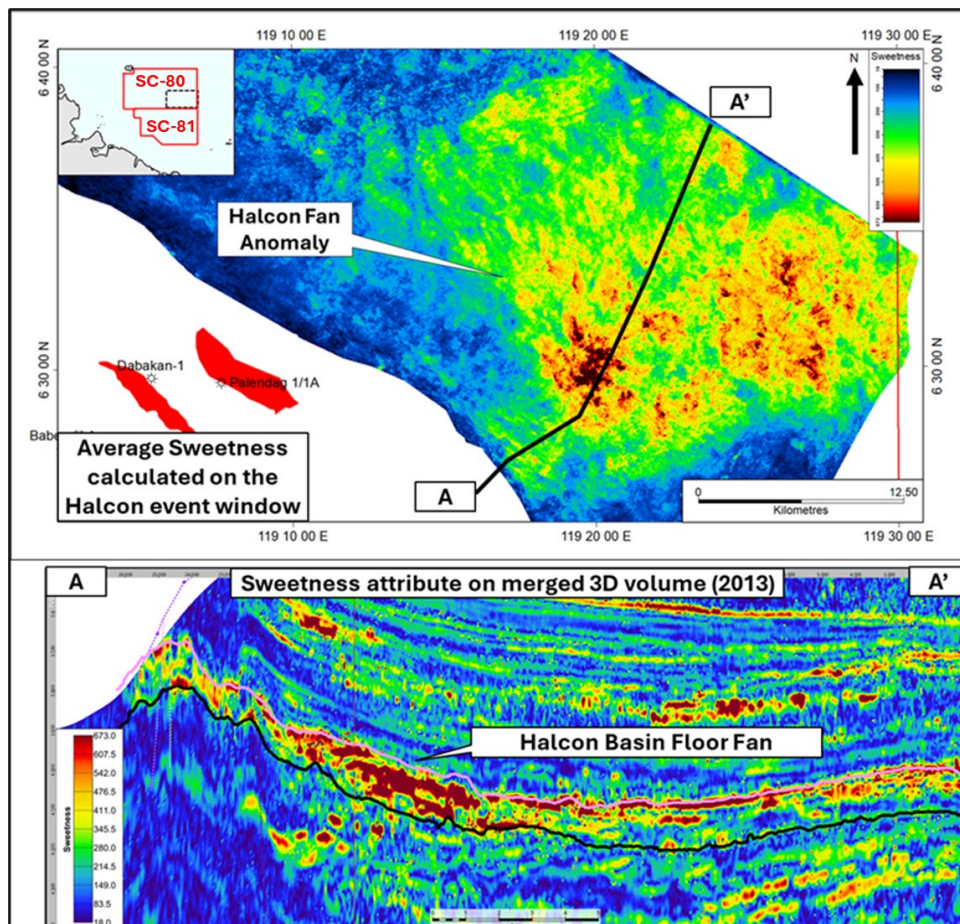 119 10 00 E
119 20 00 E
119 30 00 E
6 40 00 N
6 40 00 N
SC-80
SC-81
A'
N
Sweetness
Halcon Fan
Anomaly
6 30 00 N
6 30 00 N
Dabakan-1
Palendag 1/1A
Average Sweetness
calculated on the
Halcon event window
A
0
12.50
Kilometres
119 10 00 E
119 20 00 E
119 30 00 E
A
Sweetness attribute on merged 3D volume (2013)
A'
Halcon Basin Floor Fan
Sweetness
673.0
607.5
542.0
476.5
411.0
345.5
280.0
214.5
149.0
83.50
18.00